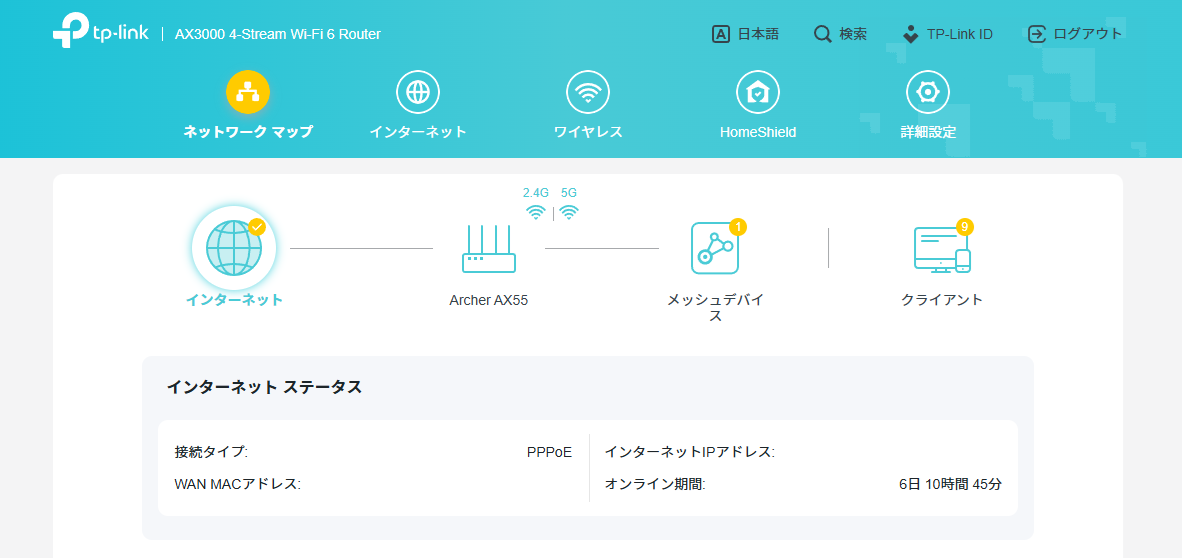 tp-link | AX3000 4-Stream Wi-Fi 6 Router
A 日本語 検索 TP-Link ID ログアウト
ネットワーク マップ インターネット ワイヤレス HomeShield 詳細設定
2.4G 5G
1 9
インターネット Archer AX55 メッシュデバイ クライアント
ス
インターネット ステータス
接続タイプ: PPPoE インターネットIPアドレス:
WAN MACアドレス: オンライン期間: 6日 10時間 45分